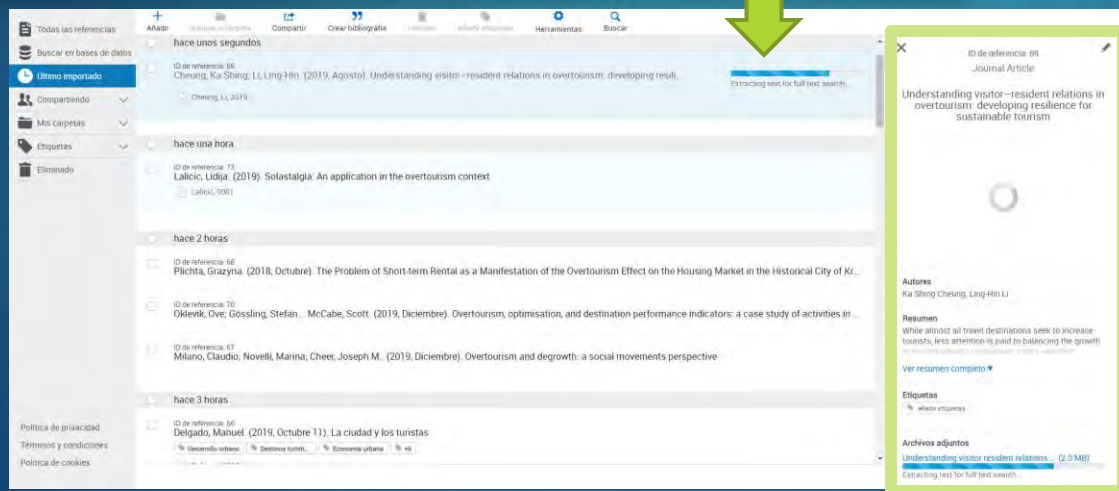 Todas las referencias
Buscar en bases de datos
Último importado
Compartiendo
Mis carpetas
Etiquetas
Eliminado
Política de privacidad
Términos y condiciones
Política de cookies
Añadir
Compartir
Crear bibliografía
añadir etiquetas
Herramientas
Buscar
hace unos segundos
ID de referencia: 69
Cheung, Ka Shing; Li, Ling-Hin. (2019, Agosto). Understanding visitor–resident relations in overtourism: developing resili...
Cheung, Li, 2019
Extracting text for full text search...
hace una hora
ID de referencia: 73
Lalicic, Lidija. (2019). Solastalgia: An application in the overtourism context
Lalicic, 0001
hace 2 horas
ID de referencia: 68
Plichta, Grazyna. (2018, Octubre). The Problem of Short-term Rental as a Manifestation of the Overtourism Effect on the Housing Market in the Historical City of Kr...
ID de referencia: 70
Oklevik, Ove; Gössling, Stefan... McCabe, Scott. (2019, Diciembre). Overtourism, optimisation, and destination performance indicators: a case study of activities in ...
ID de referencia: 67
Milano, Claudio; Novelli, Marina; Cheer, Joseph M.. (2019, Diciembre). Overtourism and degrowth: a social movements perspective
hace 3 horas
ID de referencia: 66
Delgado, Manuel. (2019, Octubre 11). La ciudad y los turistas
Desarrollo urbano
Destinos turísti...
Economía urbana
+6
ID de referencia: 69
Journal Article
Understanding visitor–resident relations in
overtourism: developing resilience for
sustainable tourism
Autores
Ka Shing Cheung, Ling-Hin Li
Resumen
While almost all travel destinations seek to increase
tourists, less attention is paid to balancing the growth
Ver resumen completo
Etiquetas
añadir etiquetas
Archivos adjuntos
Understanding visitor resident relations ... (2.0 MB)
Extracting text for full text search...